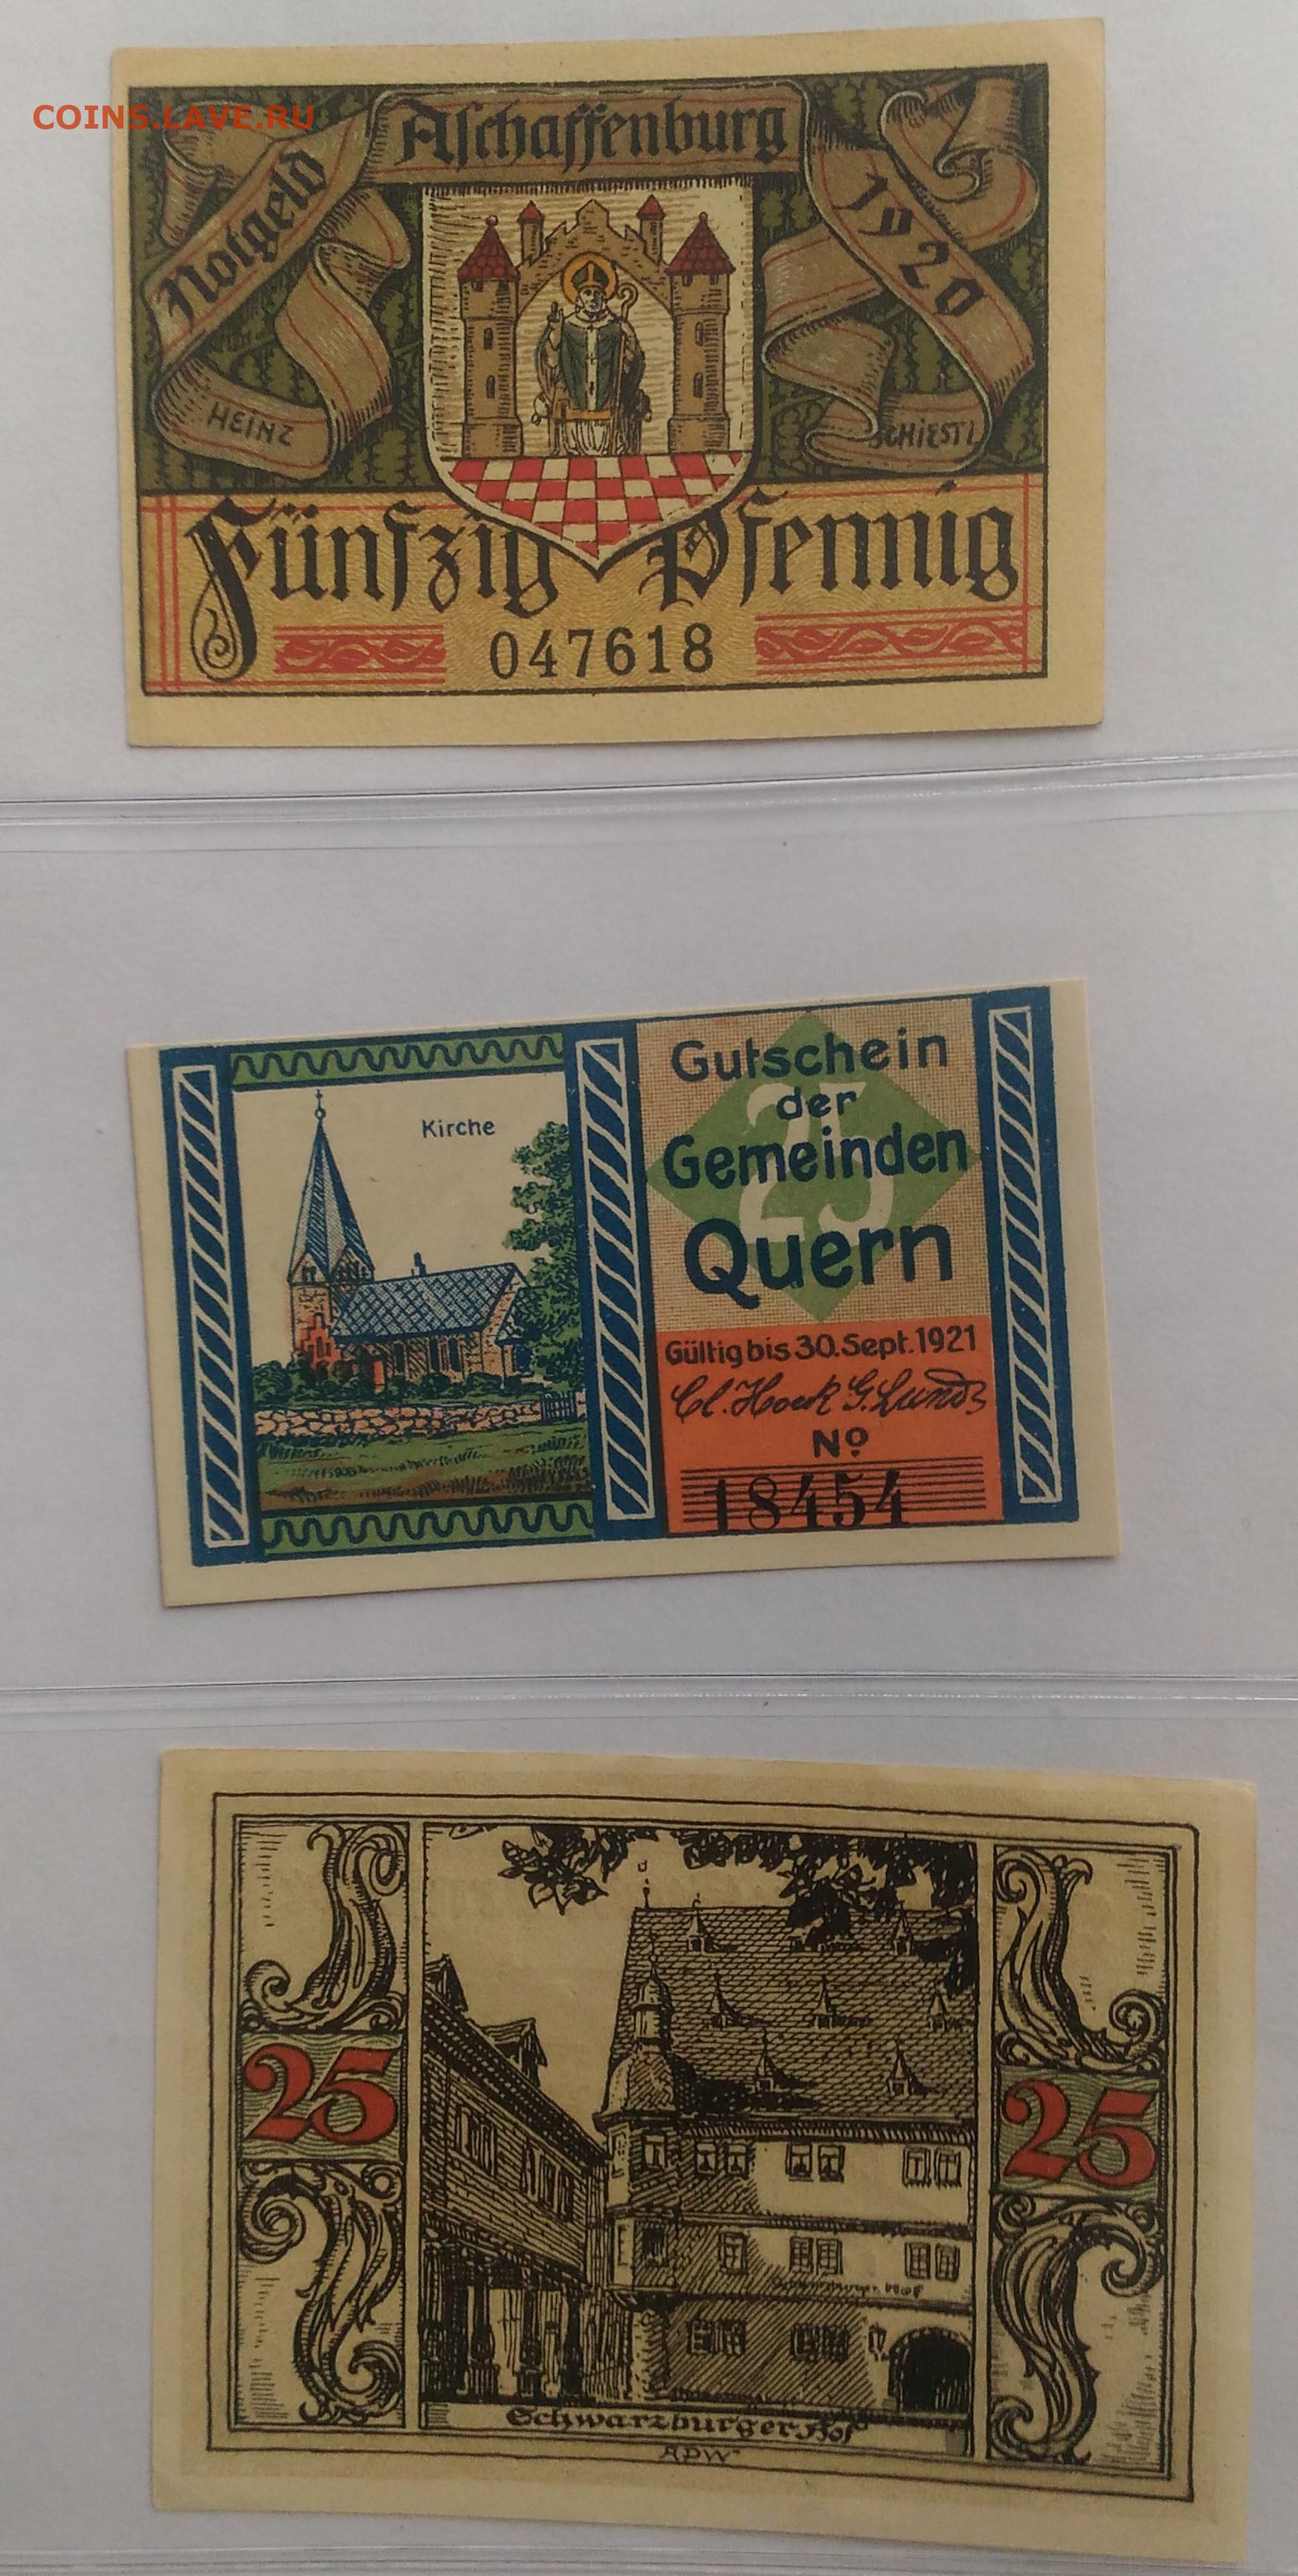 COINS.LAVE.RU
Aschaffenburg
Notgeld
1920
HEINZ
SCHIESTL
Fünfzig Pfennig
047618
Kirche
Gutschein
der
Gemeinden
Quern
25
Gültig bis 30. Sept. 1921
Nº
18454
25
25
Schwarzburger Hof
APW